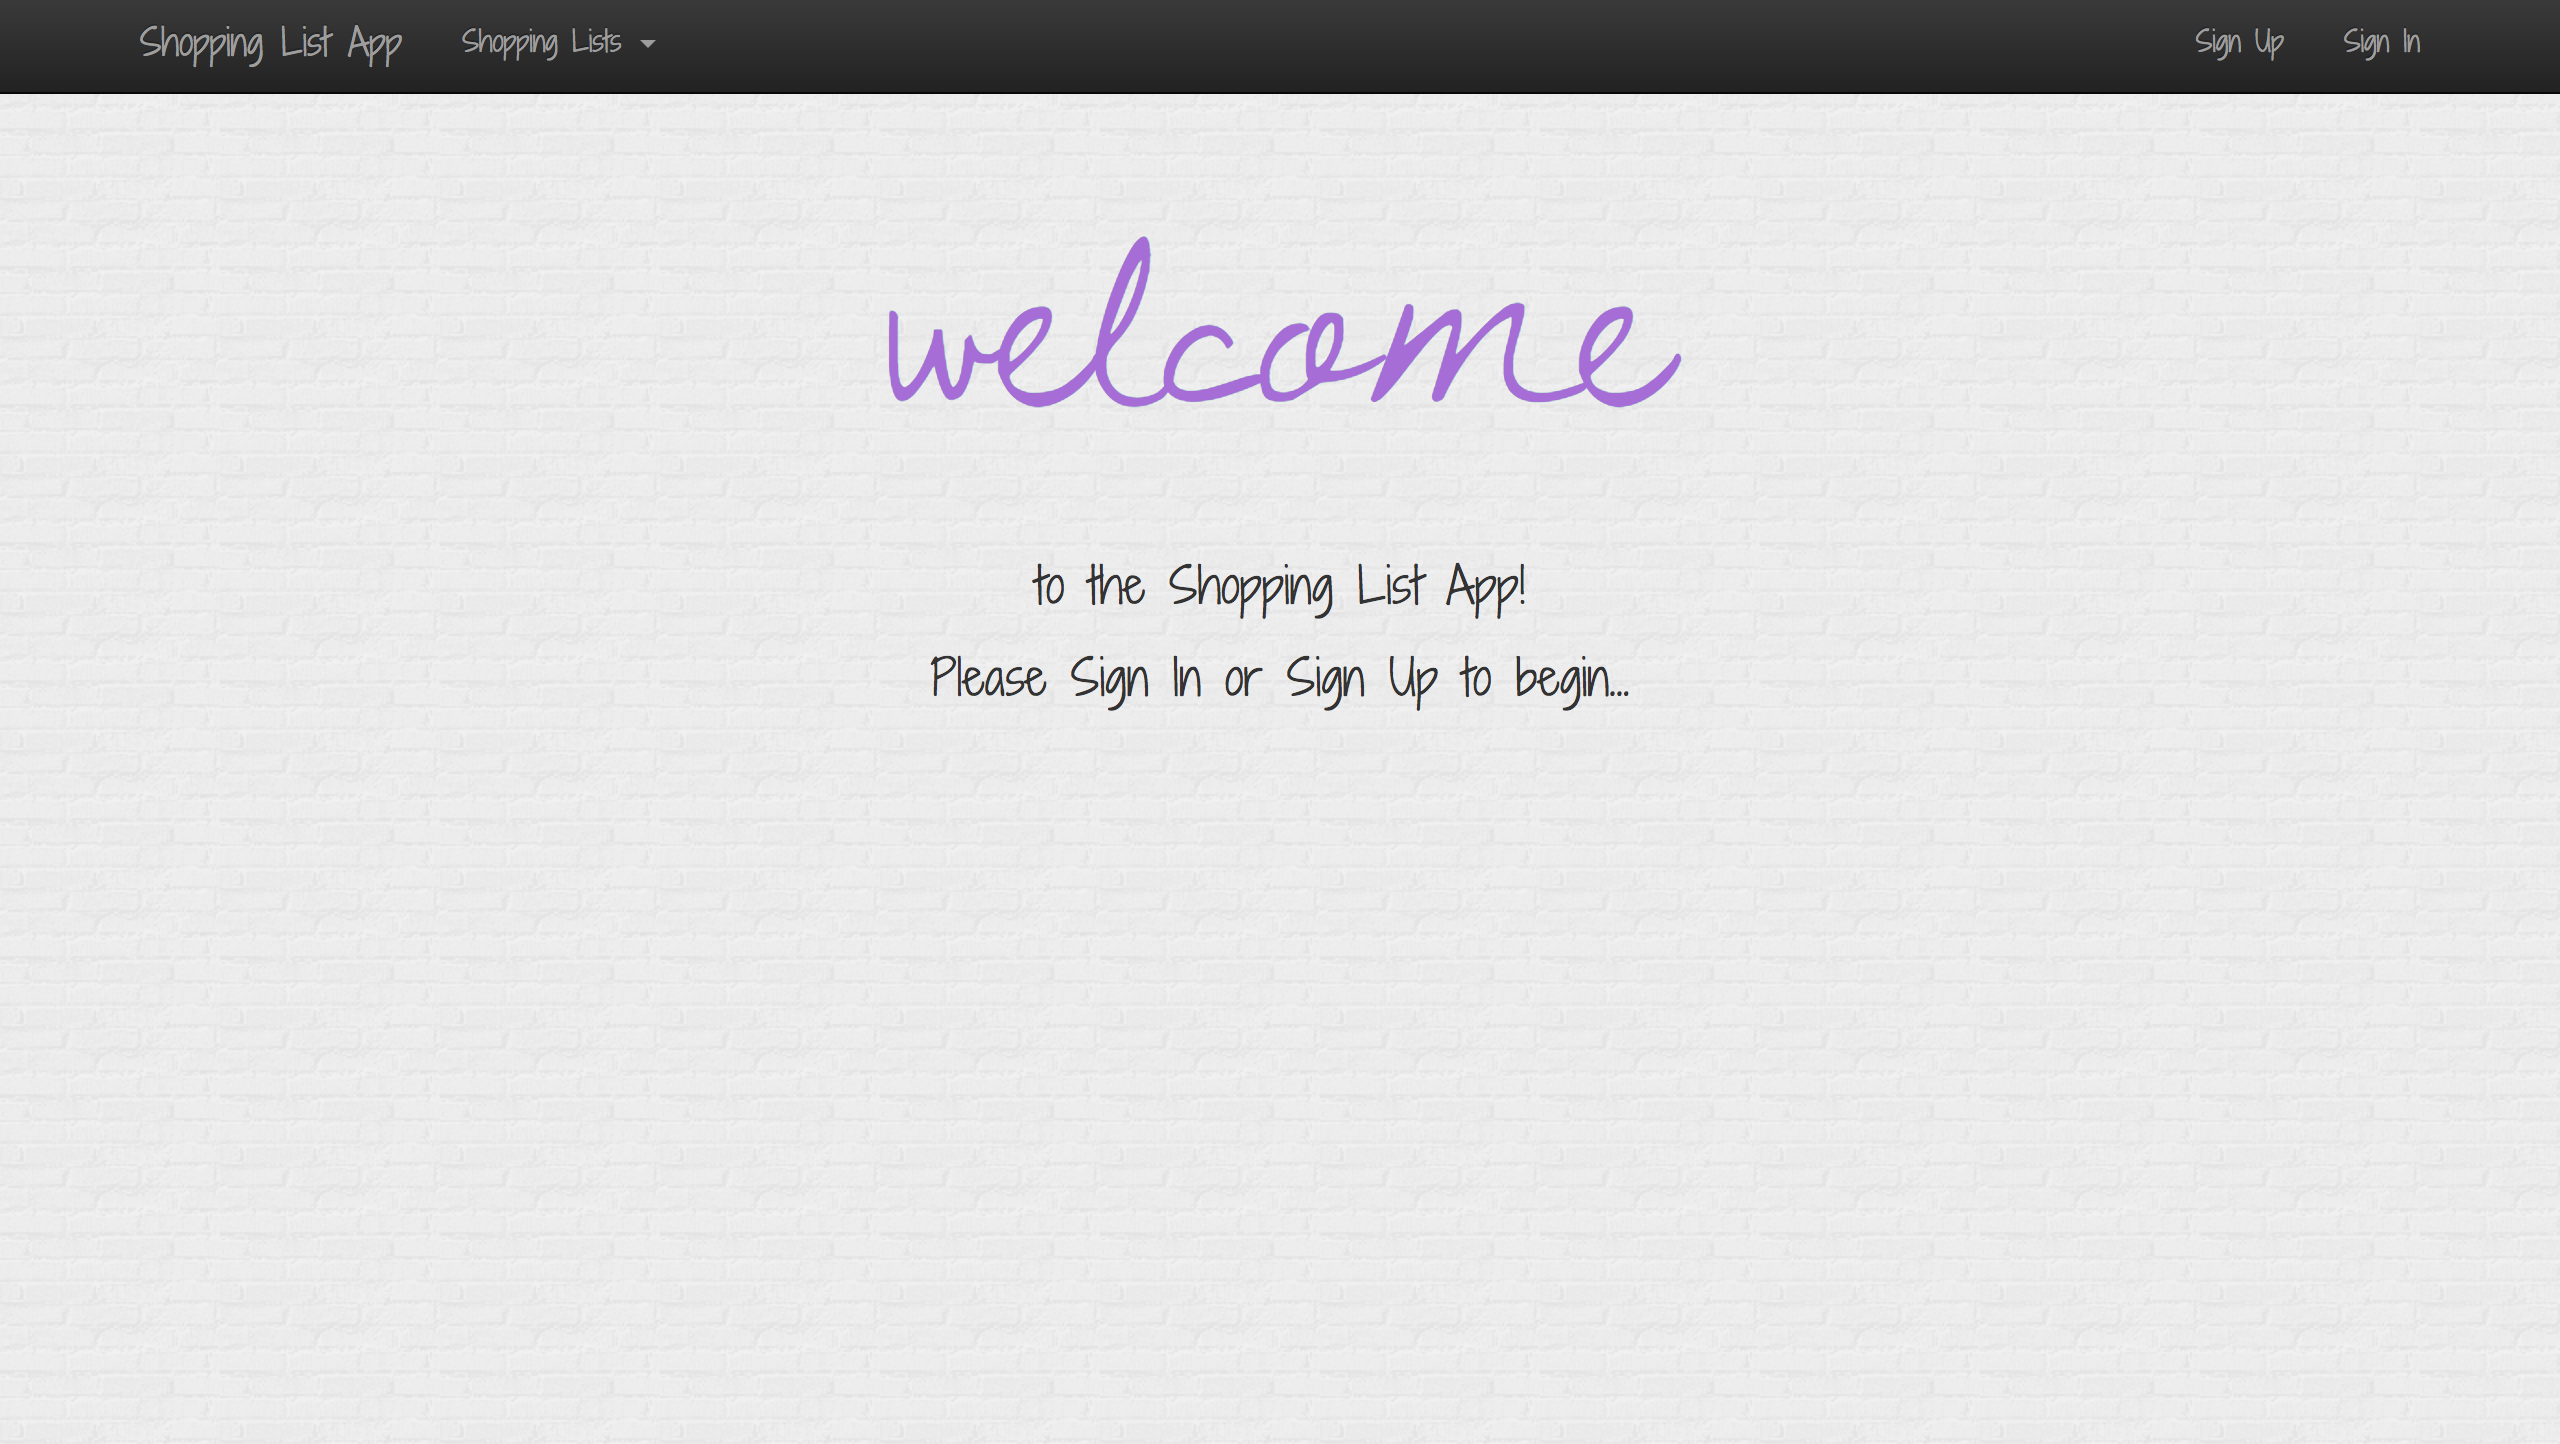 Shopping List App Shopping Lists Sign Up Sign In
welcome
to the Shopping List App!
Please Sign In or Sign Up to begin...